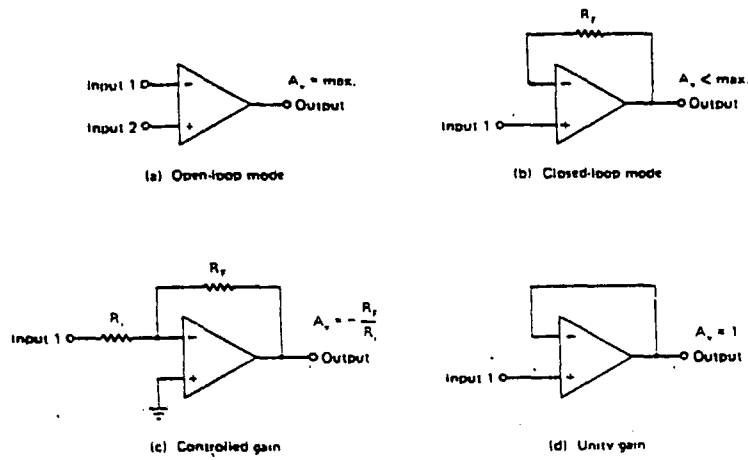 Input 1
Input 2
−
+
A_v = max.
Output
(a) Open-loop mode
R_F
Input 1
−
+
A_v < max.
Output
(b) Closed-loop mode
R_F
R_i
Input 1
−
+
A_v = − R_F / R_i
Output
(c) Controlled gain
Input 1
−
+
A_v = 1
Output
(d) Unity gain